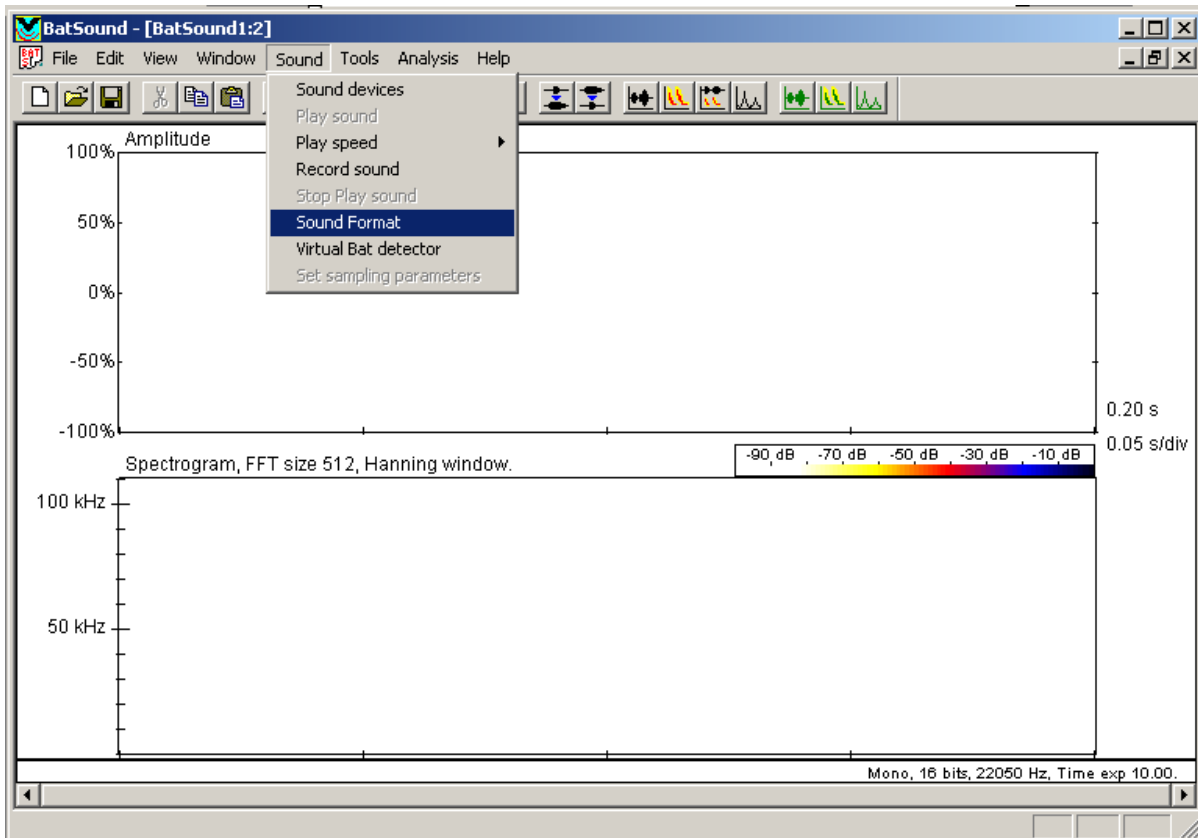 BatSound - [BatSound1:2]
File Edit View Window Sound Tools Analysis Help
Sound devices
Play sound
Play speed
Record sound
Stop Play sound
Sound Format
Virtual Bat detector
Set sampling parameters
Amplitude
100%
50%
0%
-50%
-100%
0.20 s
0.05 s/div
Spectrogram, FFT size 512, Hanning window.
-90 dB -70 dB -50 dB -30 dB -10 dB
100 kHz
50 kHz
Mono, 16 bits, 22050 Hz, Time exp 10.00.